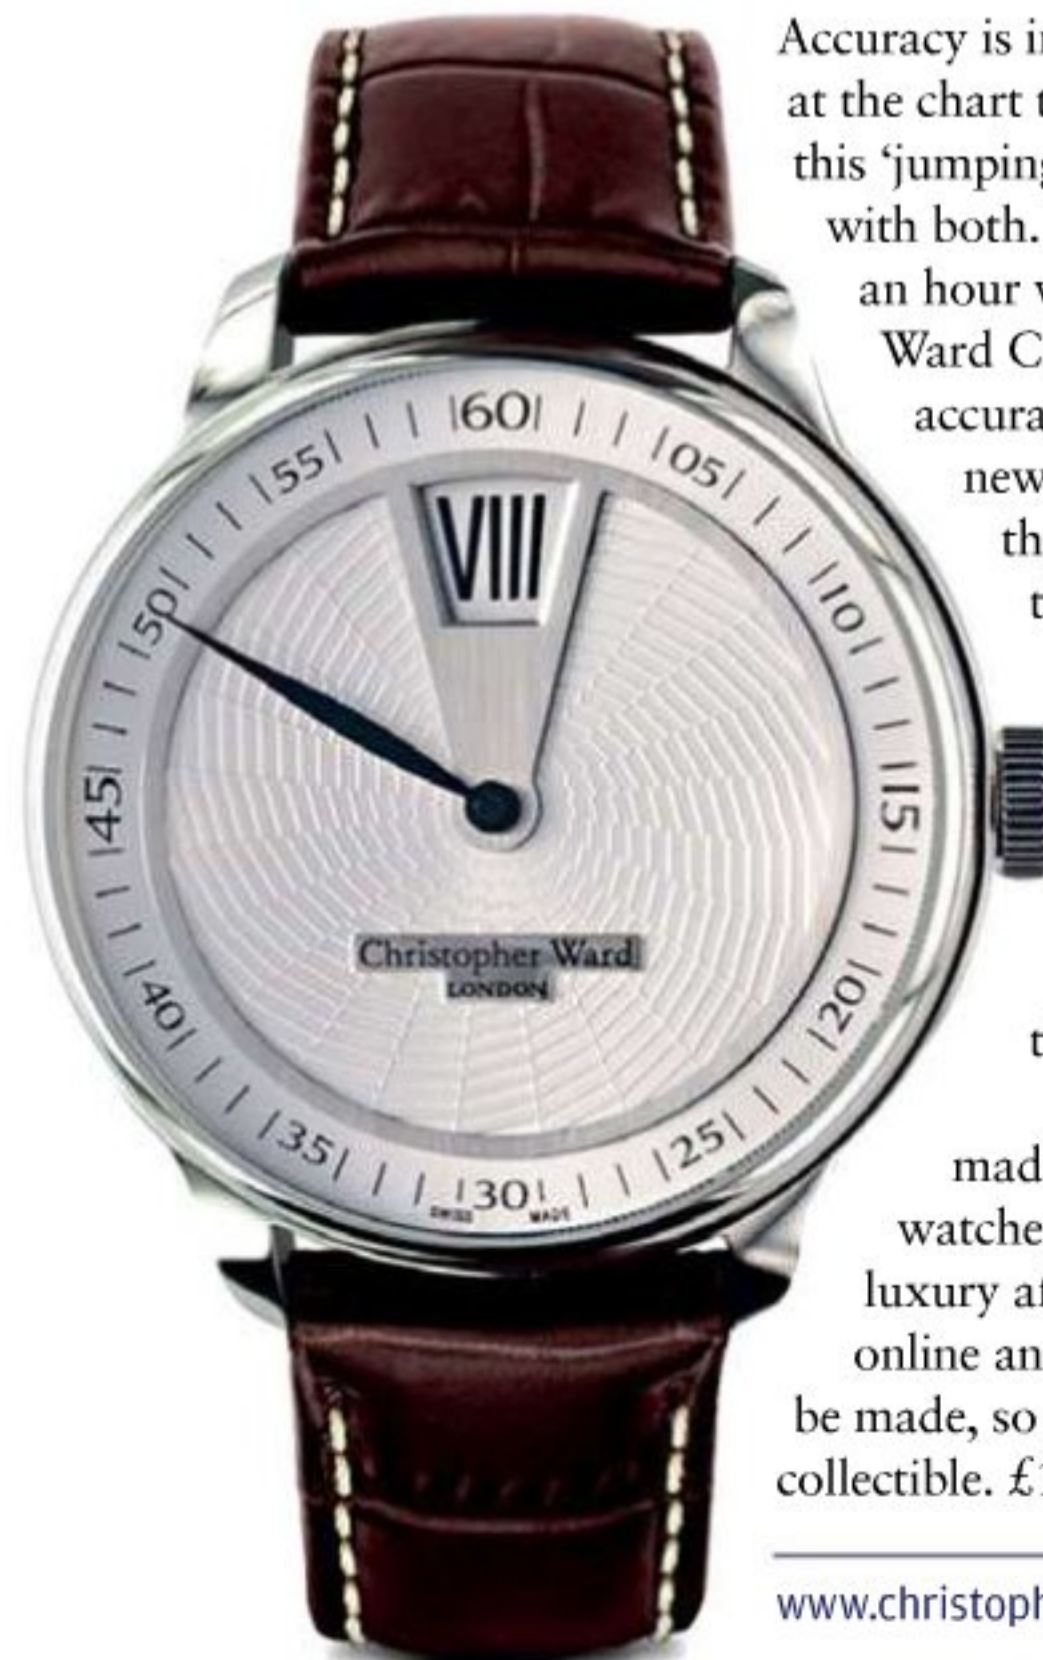 Accuracy is i
at the chart t
this ‘jumping
with both.
an hour v
Ward C
accura
new
th
t
60
05
10
15
20
25
30
35
40
45
50
55
VIII
Christopher Ward
LONDON
SWISS MADE
t
mad
watche
luxury af
online an
be made, so
collectible. £
www.christoph